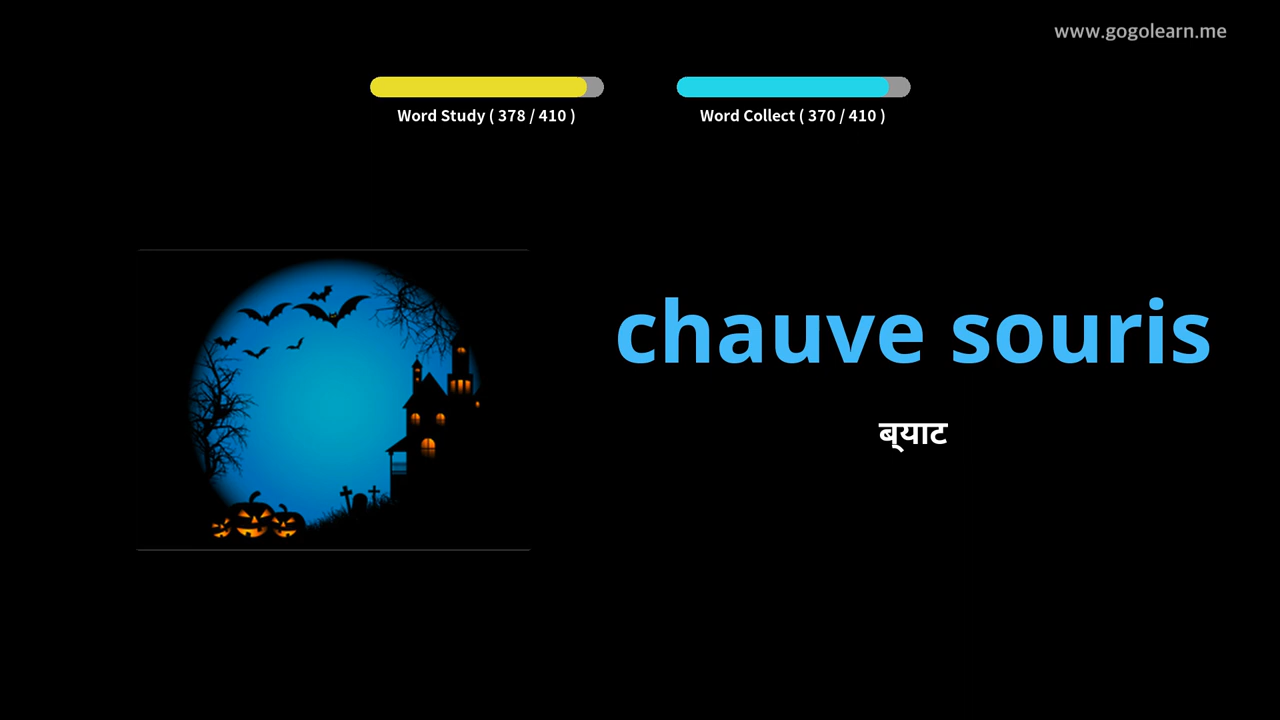 www.gogolearn.me
Word Study ( 378 / 410 )
Word Collect ( 370 / 410 )
chauve souris
ब्याट